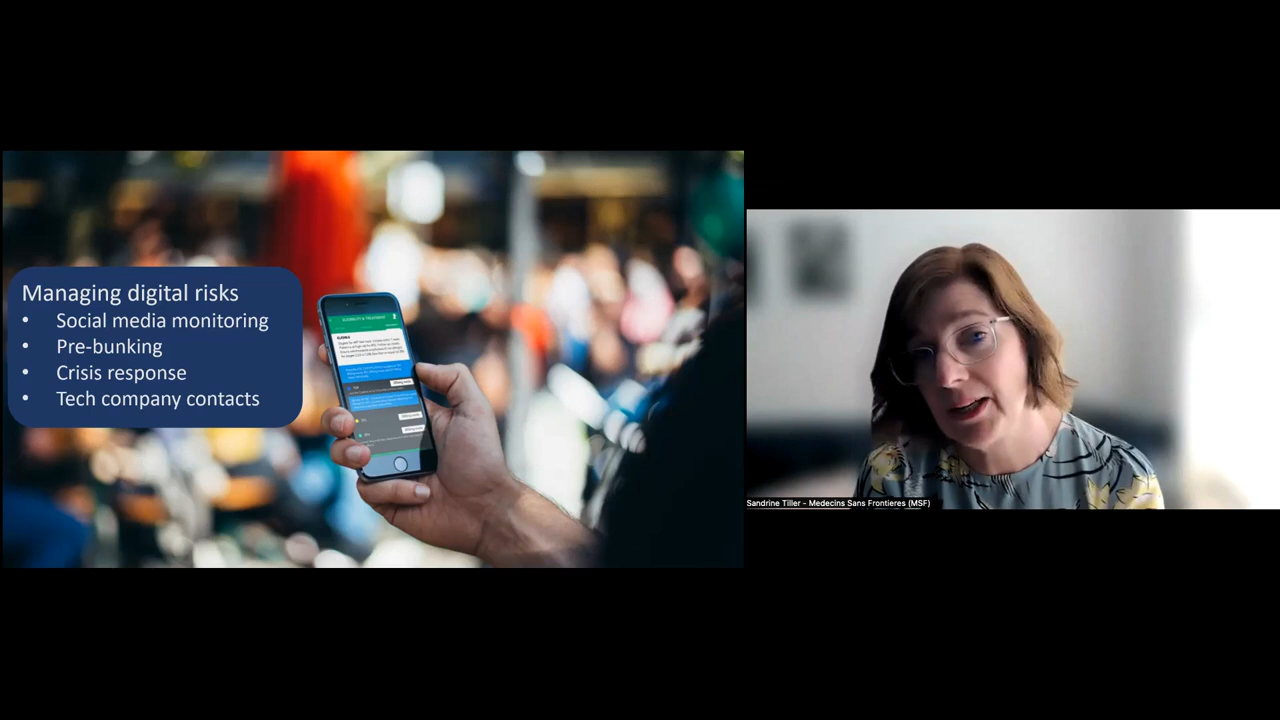 Managing digital risks
• Social media monitoring
• Pre-bunking
• Crisis response
• Tech company contacts
Sandrine Tiller - Medecins Sans Frontieres (MSF)